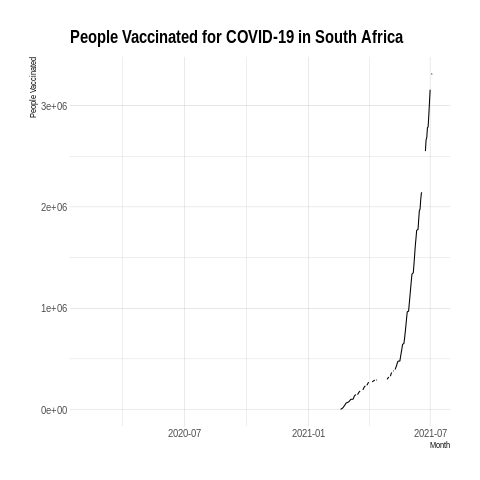 People Vaccinated for COVID-19 in South Africa
People Vaccinated
3e+06
2e+06
1e+06
0e+00
2020-07
2021-01
2021-07
Month